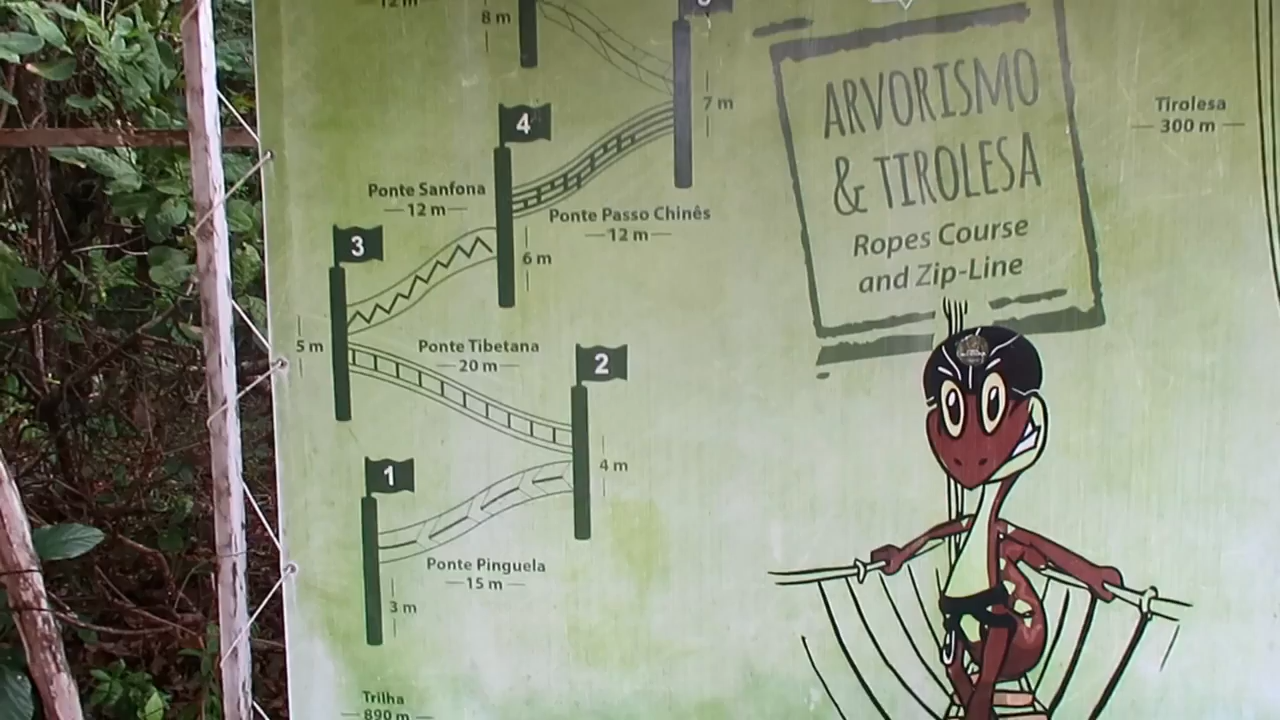 12 m
8 m
7 m
4
Ponte Sanfona
12 m
Ponte Passo Chinês
12 m
3
6 m
5 m
Ponte Tibetana
20 m
2
4 m
1
Ponte Pinguela
15 m
3 m
Trilha
890 m
ARVORISMO
& TIROLESA
Ropes Course
and Zip-Line
Tirolesa
300 m